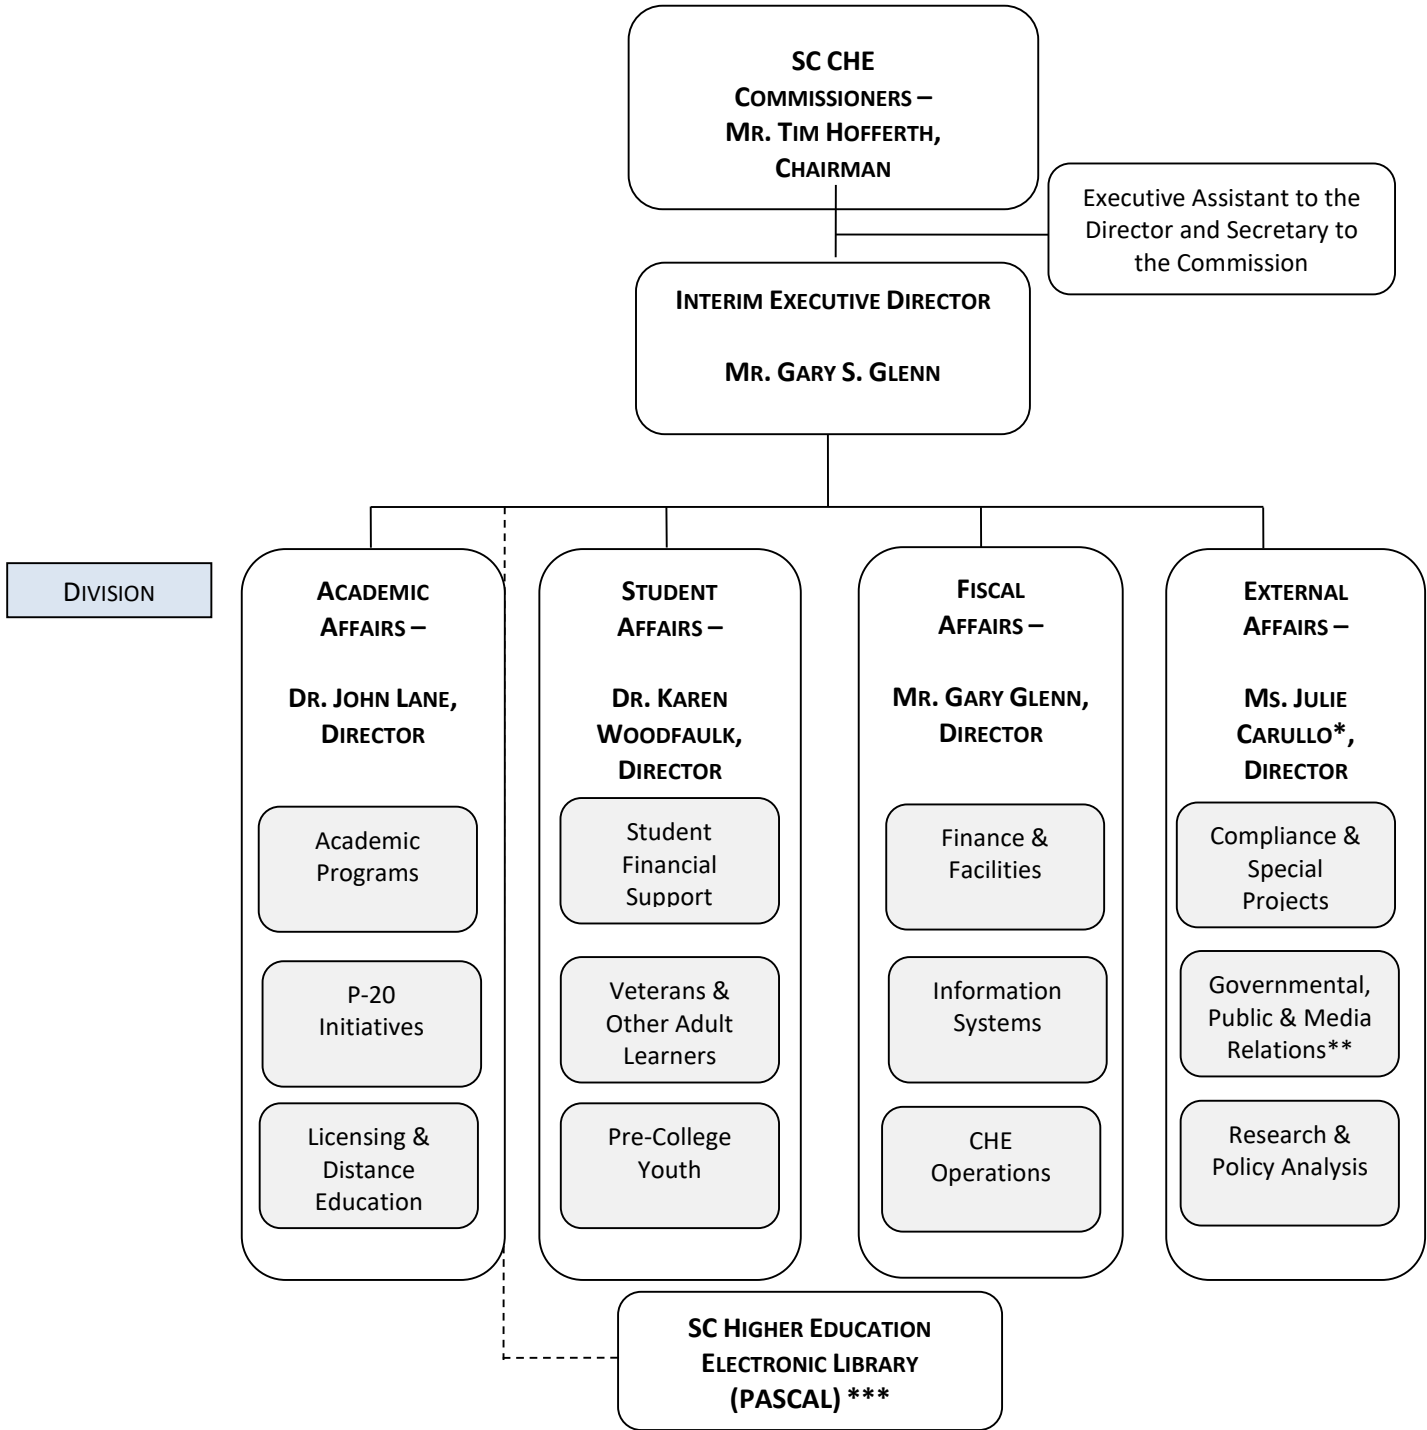 SC CHE
COMMISSIONERS –
MR. TIM HOFFERTH,
CHAIRMAN
Executive Assistant to the
Director and Secretary to
the Commission
INTERIM EXECUTIVE DIRECTOR
MR. GARY S. GLENN
DIVISION
ACADEMIC
AFFAIRS –
DR. JOHN LANE,
DIRECTOR
Academic
Programs
P-20
Initiatives
Licensing &
Distance
Education
STUDENT
AFFAIRS –
DR. KAREN
WOODFAULK,
DIRECTOR
Student
Financial
Support
Veterans &
Other Adult
Learners
Pre-College
Youth
FISCAL
AFFAIRS –
MR. GARY GLENN,
DIRECTOR
Finance &
Facilities
Information
Systems
CHE
Operations
EXTERNAL
AFFAIRS –
MS. JULIE
CARULLO*,
DIRECTOR
Compliance &
Special
Projects
Governmental,
Public & Media
Relations**
Research &
Policy Analysis
SC HIGHER EDUCATION
ELECTRONIC LIBRARY
(PASCAL) ***